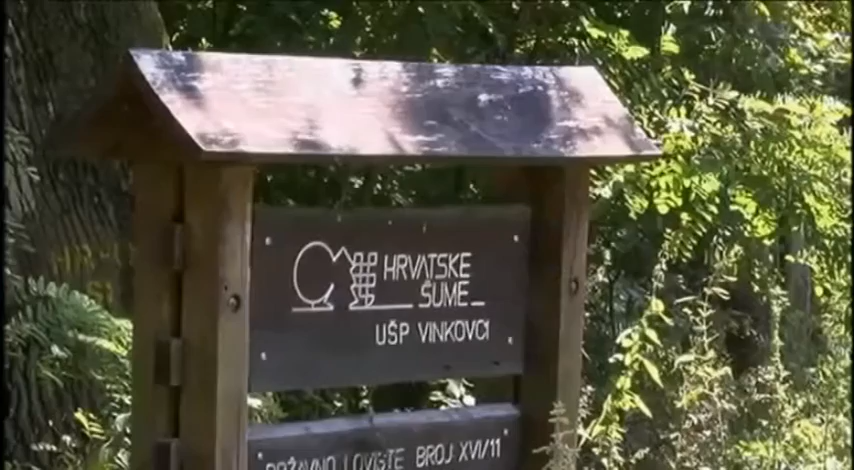 HRVATSKE
ŠUME
UŠP VINKOVCI
DRŽAVNO LOVIŠTE BROJ XVI/11